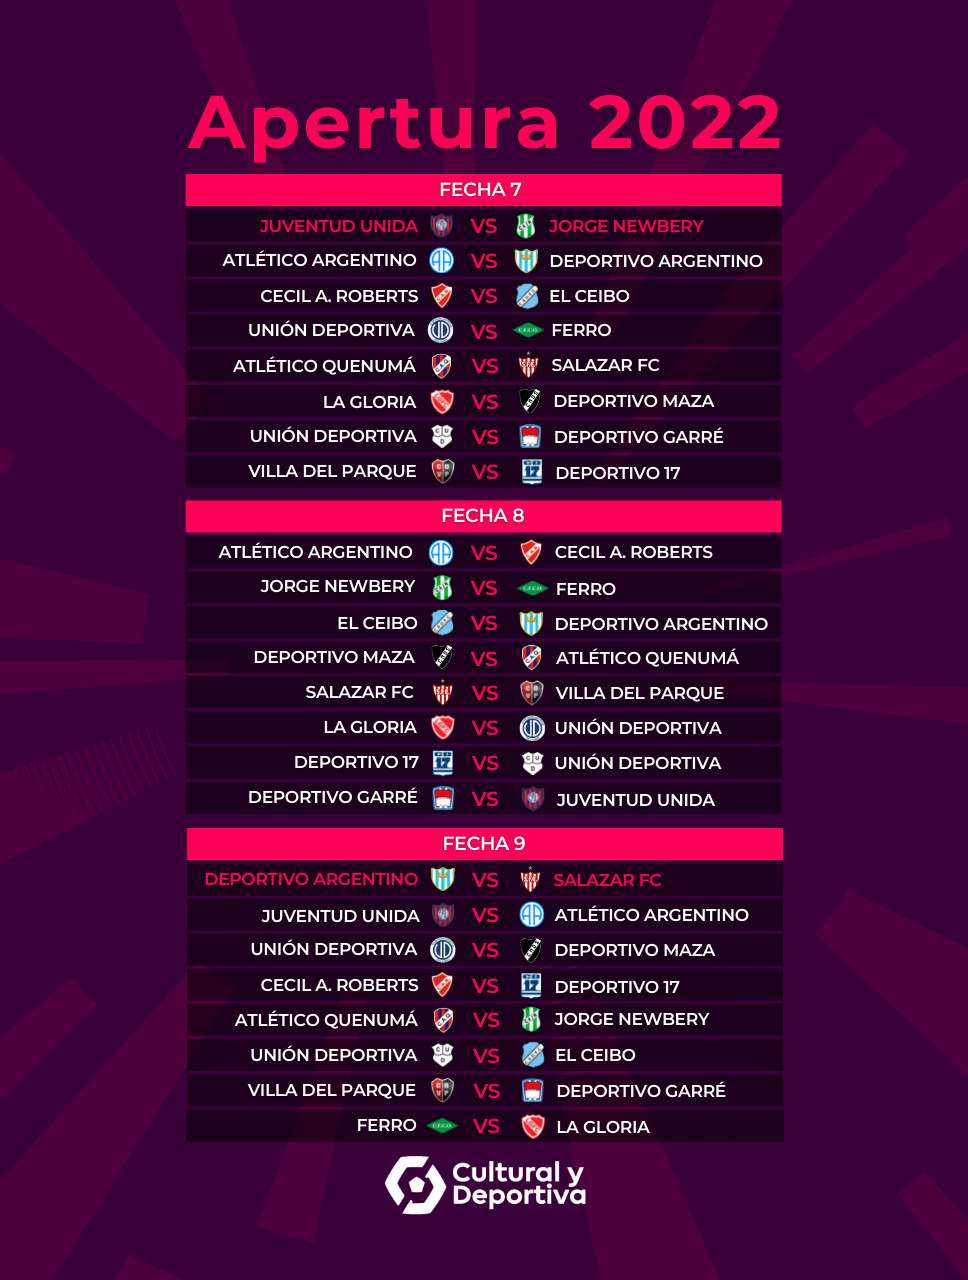 Apertura 2022
FECHA 7
JUVENTUD UNIDA VS JORGE NEWBERY
ATLÉTICO ARGENTINO VS DEPORTIVO ARGENTINO
CECIL A. ROBERTS VS EL CEIBO
UNIÓN DEPORTIVA VS FERRO
ATLÉTICO QUENUMÁ VS SALAZAR FC
LA GLORIA VS DEPORTIVO MAZA
UNIÓN DEPORTIVA VS DEPORTIVO GARRÉ
VILLA DEL PARQUE VS DEPORTIVO 17
FECHA 8
ATLÉTICO ARGENTINO VS CECIL A. ROBERTS
JORGE NEWBERY VS FERRO
EL CEIBO VS DEPORTIVO ARGENTINO
DEPORTIVO MAZA VS ATLÉTICO QUENUMÁ
SALAZAR FC VS VILLA DEL PARQUE
LA GLORIA VS UNIÓN DEPORTIVA
DEPORTIVO 17 VS UNIÓN DEPORTIVA
DEPORTIVO GARRÉ VS JUVENTUD UNIDA
FECHA 9
DEPORTIVO ARGENTINO VS SALAZAR FC
JUVENTUD UNIDA VS ATLÉTICO ARGENTINO
UNIÓN DEPORTIVA VS DEPORTIVO MAZA
CECIL A. ROBERTS VS DEPORTIVO 17
ATLÉTICO QUENUMÁ VS JORGE NEWBERY
UNIÓN DEPORTIVA VS EL CEIBO
VILLA DEL PARQUE VS DEPORTIVO GARRÉ
FERRO VS LA GLORIA
Cultural y
Deportiva